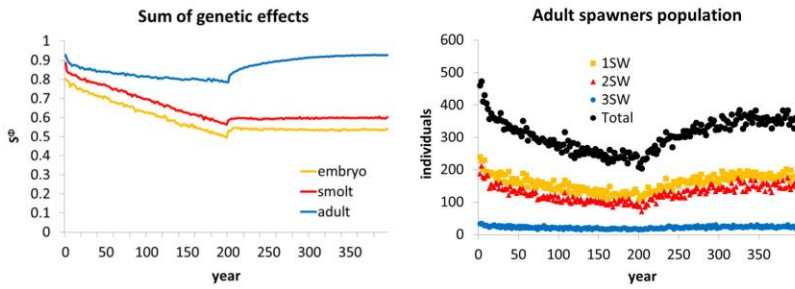 Sum of genetic effects
1
0.9
0.8
0.7
0.6
0.5
0.4
0.3
0.2
0.1
0
SΦ
embryo
smolt
adult
0 50 100 150 200 250 300 350
year
Adult spawners population
600
500
400
300
200
100
0
individuals
1SW
2SW
3SW
Total
0 50 100 150 200 250 300 350
year